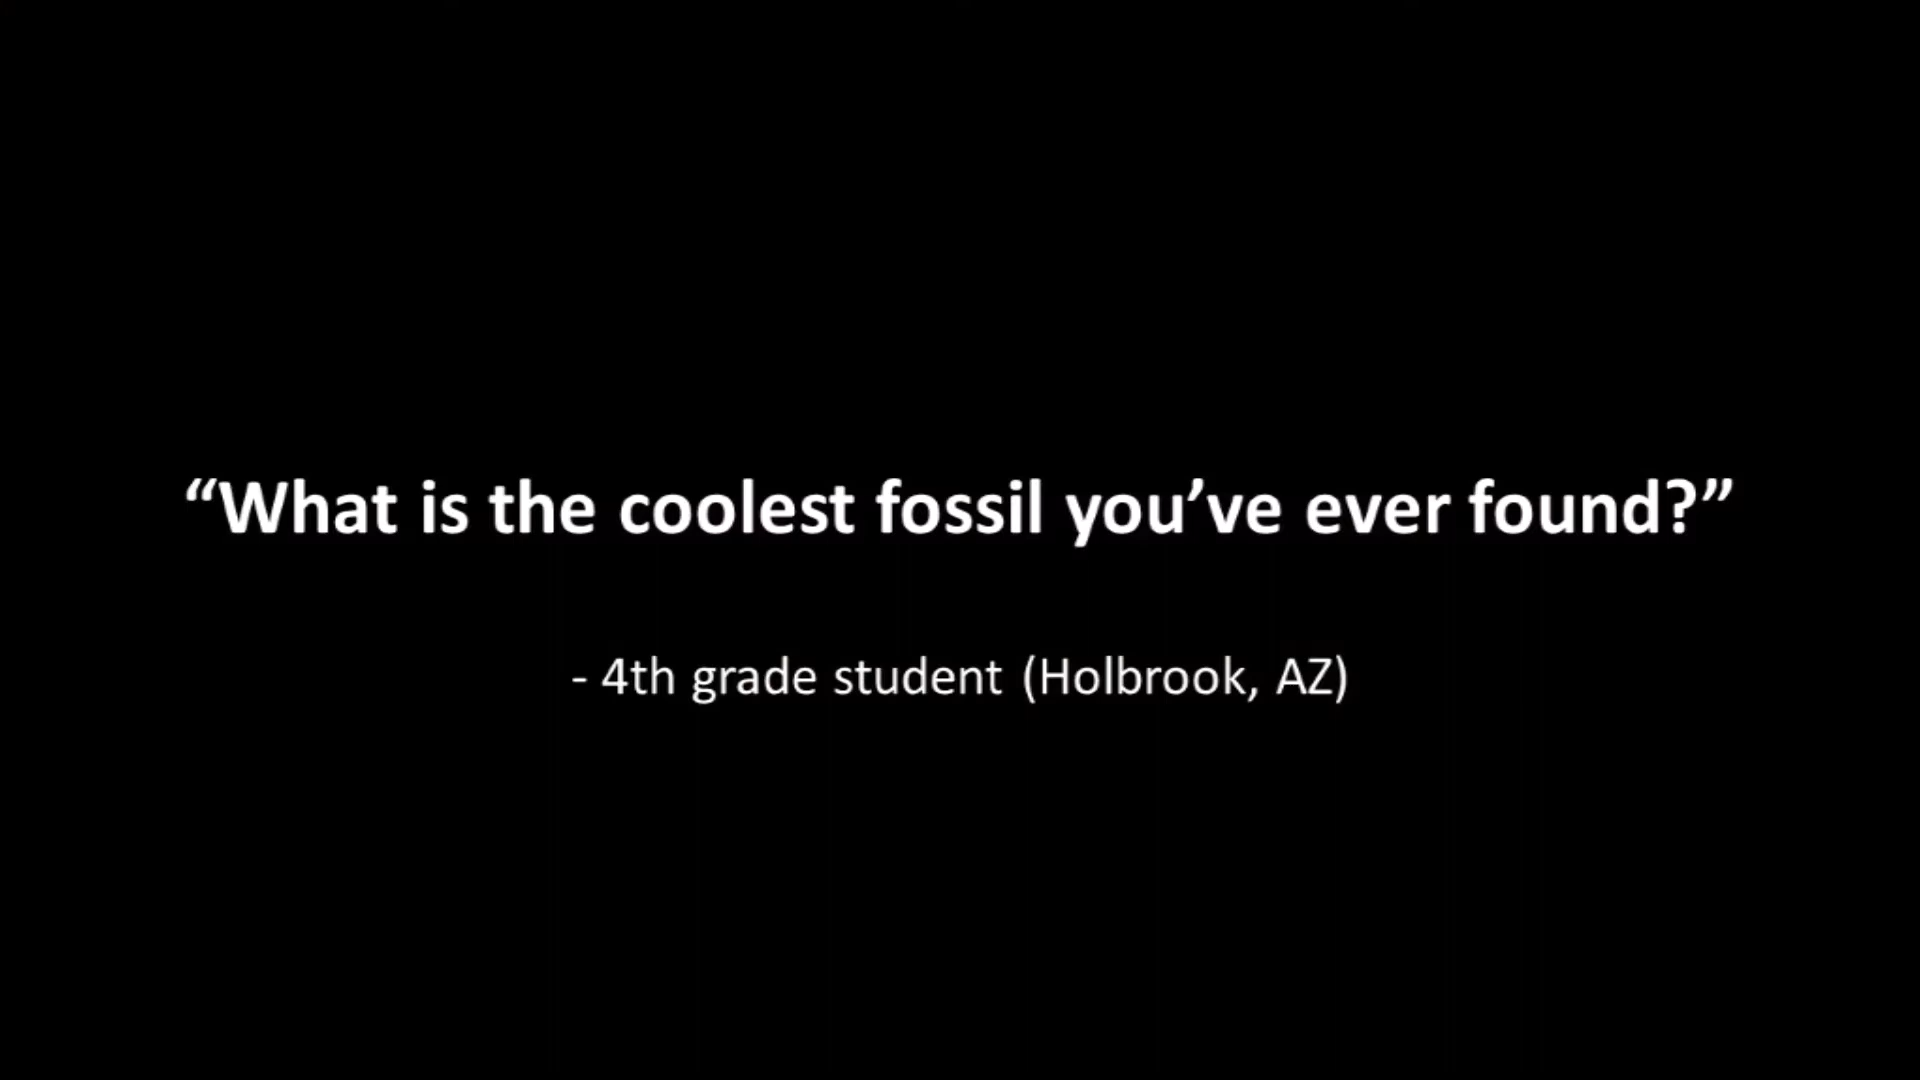 “What is the coolest fossil you’ve ever found?”
- 4th grade student (Holbrook, AZ)